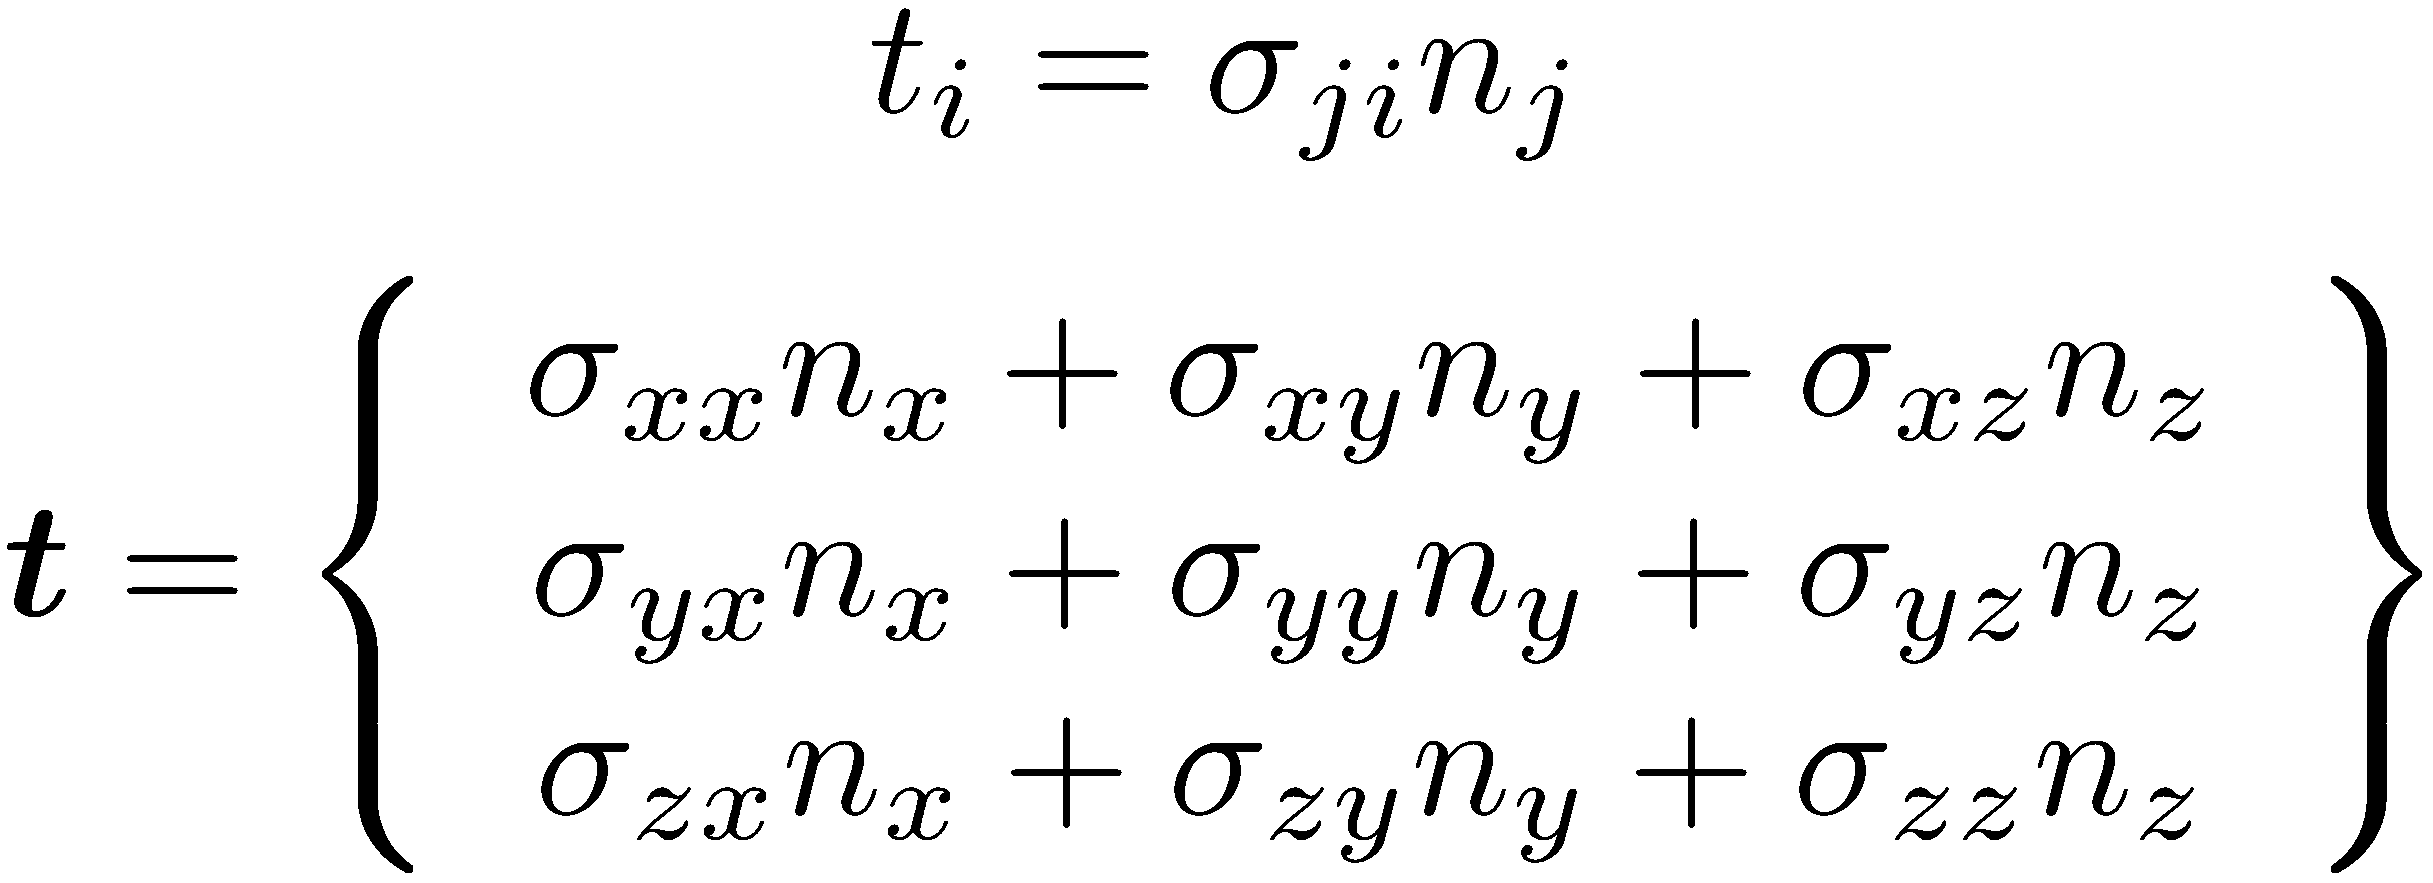 t_i = σ_{ji} n_j
t = { σ_{xx} n_x + σ_{xy} n_y + σ_{xz} n_z
σ_{yx} n_x + σ_{yy} n_y + σ_{yz} n_z
σ_{zx} n_x + σ_{zy} n_y + σ_{zz} n_z }